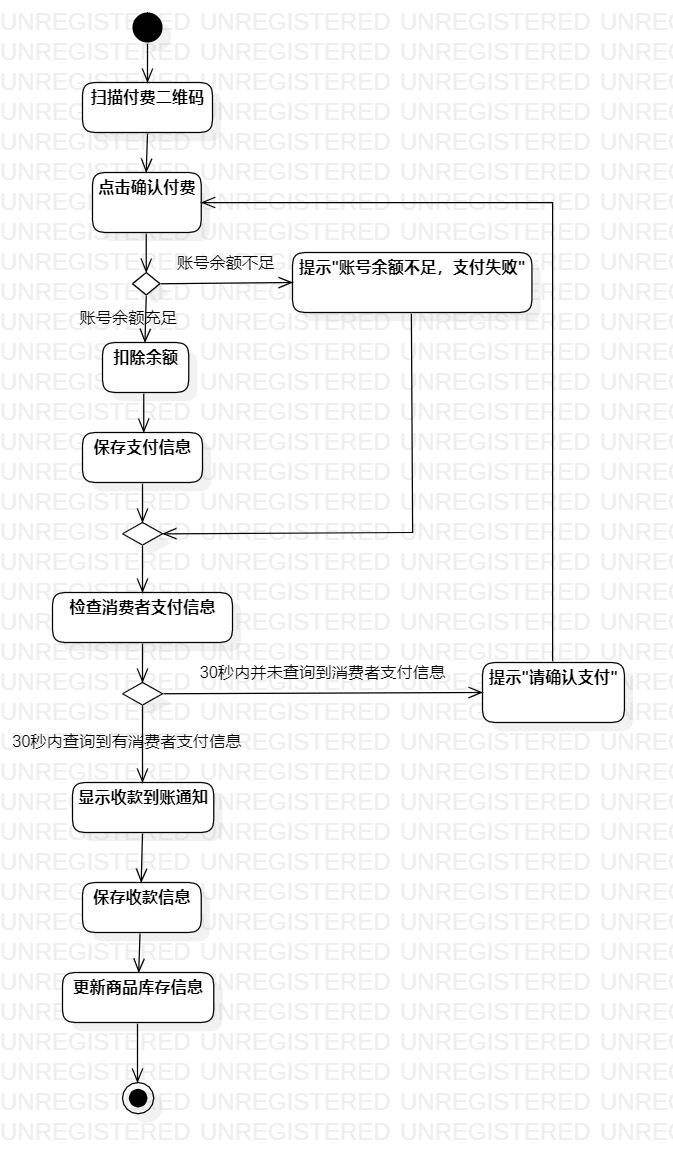 扫描付费二维码
点击确认付费
账号余额不足
提示"账号余额不足，支付失败"
账号余额充足
扣除余额
保存支付信息
检查消费者支付信息
30秒内并未查询到消费者支付信息
提示"请确认支付"
30秒内查询到有消费者支付信息
显示收款到账通知
保存收款信息
更新商品库存信息
UNREGISTERED